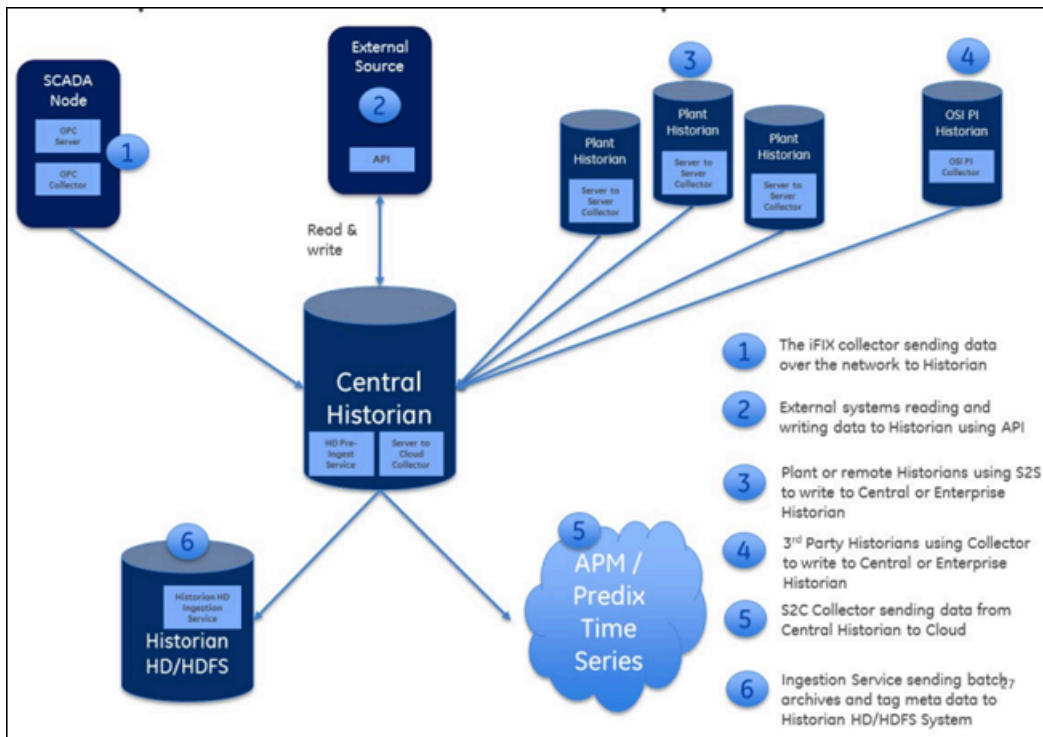 SCADA
Node
OPC
Server
OPC
Collector
1
External
Source
2
API
Read &
write
3
Plant
Historian
Server to
Server
Collector
Plant
Historian
Server to
Server
Collector
Plant
Historian
Server to
Server
Collector
4
OSI PI
Historian
OSI PI
Collector
Central
Historian
HD Pre-
Ingest
Service
Server to
Cloud
Collector
6
Historian HD
Ingestion
Service
Historian
HD/HDFS
5
APM /
Predix
Time
Series
1
The iFIX collector sending data
over the network to Historian
2
External systems reading and
writing data to Historian using API
3
Plant or remote Historians using S2S
to write to Central or Enterprise
Historian
4
3rd Party Historians using Collector
to write to Central or Enterprise
Historian
5
S2C Collector sending data from
Central Historian to Cloud
6
Ingestion Service sending batch
27
archives and tag meta data to
Historian HD/HDFS System